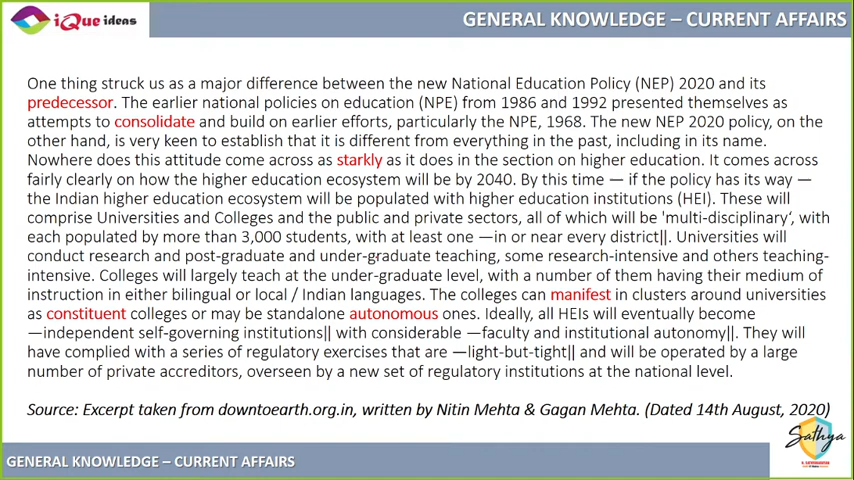 iQue ideas
GENERAL KNOWLEDGE – CURRENT AFFAIRS
One thing struck us as a major difference between the new National Education Policy (NEP) 2020 and its
predecessor. The earlier national policies on education (NPE) from 1986 and 1992 presented themselves as
attempts to consolidate and build on earlier efforts, particularly the NPE, 1968. The new NEP 2020 policy, on the
other hand, is very keen to establish that it is different from everything in the past, including in its name.
Nowhere does this attitude come across as starkly as it does in the section on higher education. It comes across
fairly clearly on how the higher education ecosystem will be by 2040. By this time — if the policy has its way —
the Indian higher education ecosystem will be populated with higher education institutions (HEI). These will
comprise Universities and Colleges and the public and private sectors, all of which will be 'multi-disciplinary‘, with
each populated by more than 3,000 students, with at least one ―in or near every district‖. Universities will
conduct research and post-graduate and under-graduate teaching, some research-intensive and others teaching-
intensive. Colleges will largely teach at the under-graduate level, with a number of them having their medium of
instruction in either bilingual or local / Indian languages. The colleges can manifest in clusters around universities
as constituent colleges or may be standalone autonomous ones. Ideally, all HEIs will eventually become
―independent self-governing institutions‖ with considerable ―faculty and institutional autonomy‖. They will
have complied with a series of regulatory exercises that are ―light-but-tight‖ and will be operated by a large
number of private accreditors, overseen by a new set of regulatory institutions at the national level.
Source: Excerpt taken from downtoearth.org.in, written by Nitin Mehta & Gagan Mehta. (Dated 14th August, 2020)
Sathya
GENERAL KNOWLEDGE – CURRENT AFFAIRS